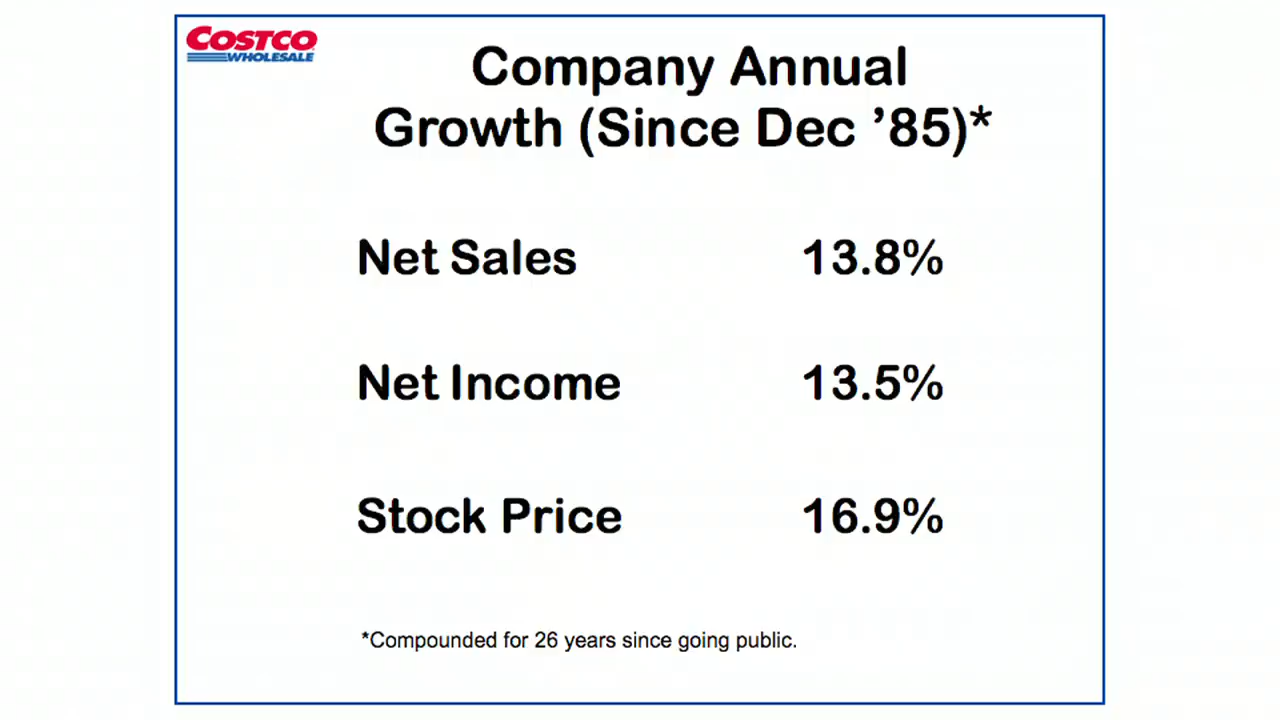 COSTCO
WHOLESALE
Company Annual
Growth (Since Dec ’85)*
Net Sales 13.8%
Net Income 13.5%
Stock Price 16.9%
*Compounded for 26 years since going public.